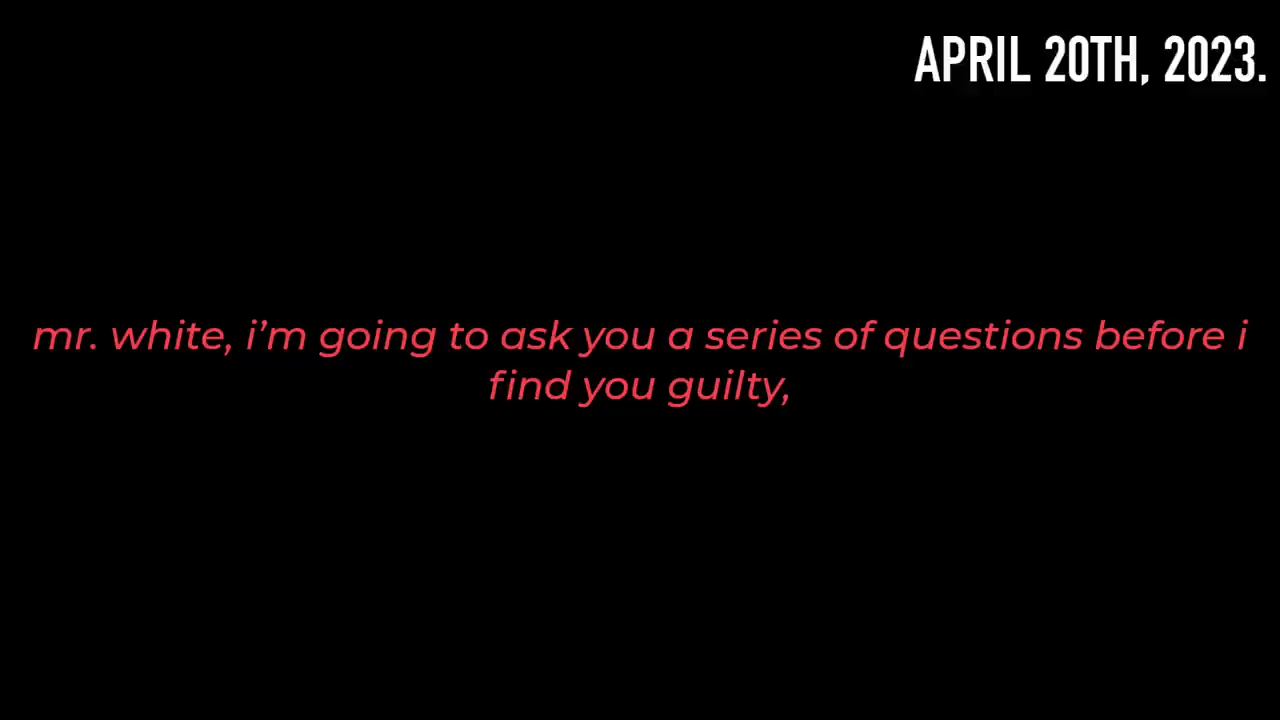 APRIL 20TH, 2023.
mr. white, i’m going to ask you a series of questions before i
find you guilty,